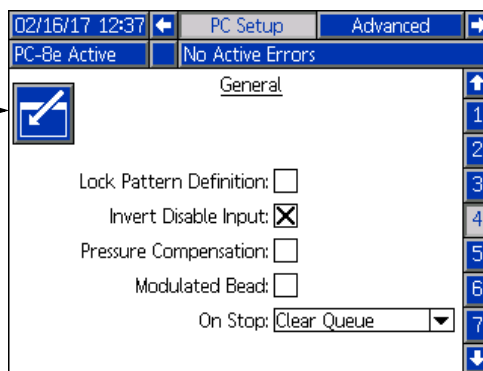 02/16/17 12:37 PC Setup Advanced
PC-8e Active No Active Errors
General
1
2
Lock Pattern Definition: 3
Invert Disable Input: 4
Pressure Compensation: 5
Modulated Bead: 6
On Stop: Clear Queue 7